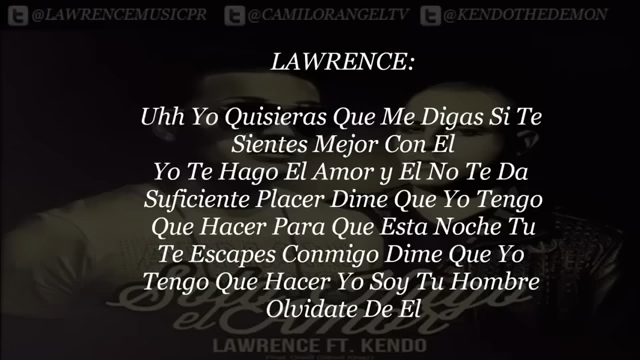 @LAWRENCEMUSICPR @CAMILORANGELTV @KENDOTHEDEMON
LAWRENCE:
Uhh Yo Quisieras Que Me Digas Si Te
Sientes Mejor Con El
Yo Te Hago El Amor y El No Te Da
Suficiente Placer Dime Que Yo Tengo
Que Hacer Para Que Esta Noche Tu
Te Escapes Conmigo Dime Que Yo
Tengo Que Hacer Yo Soy Tu Hombre
Olvidate De El
el Amor
LAWRENCE FT. KENDO